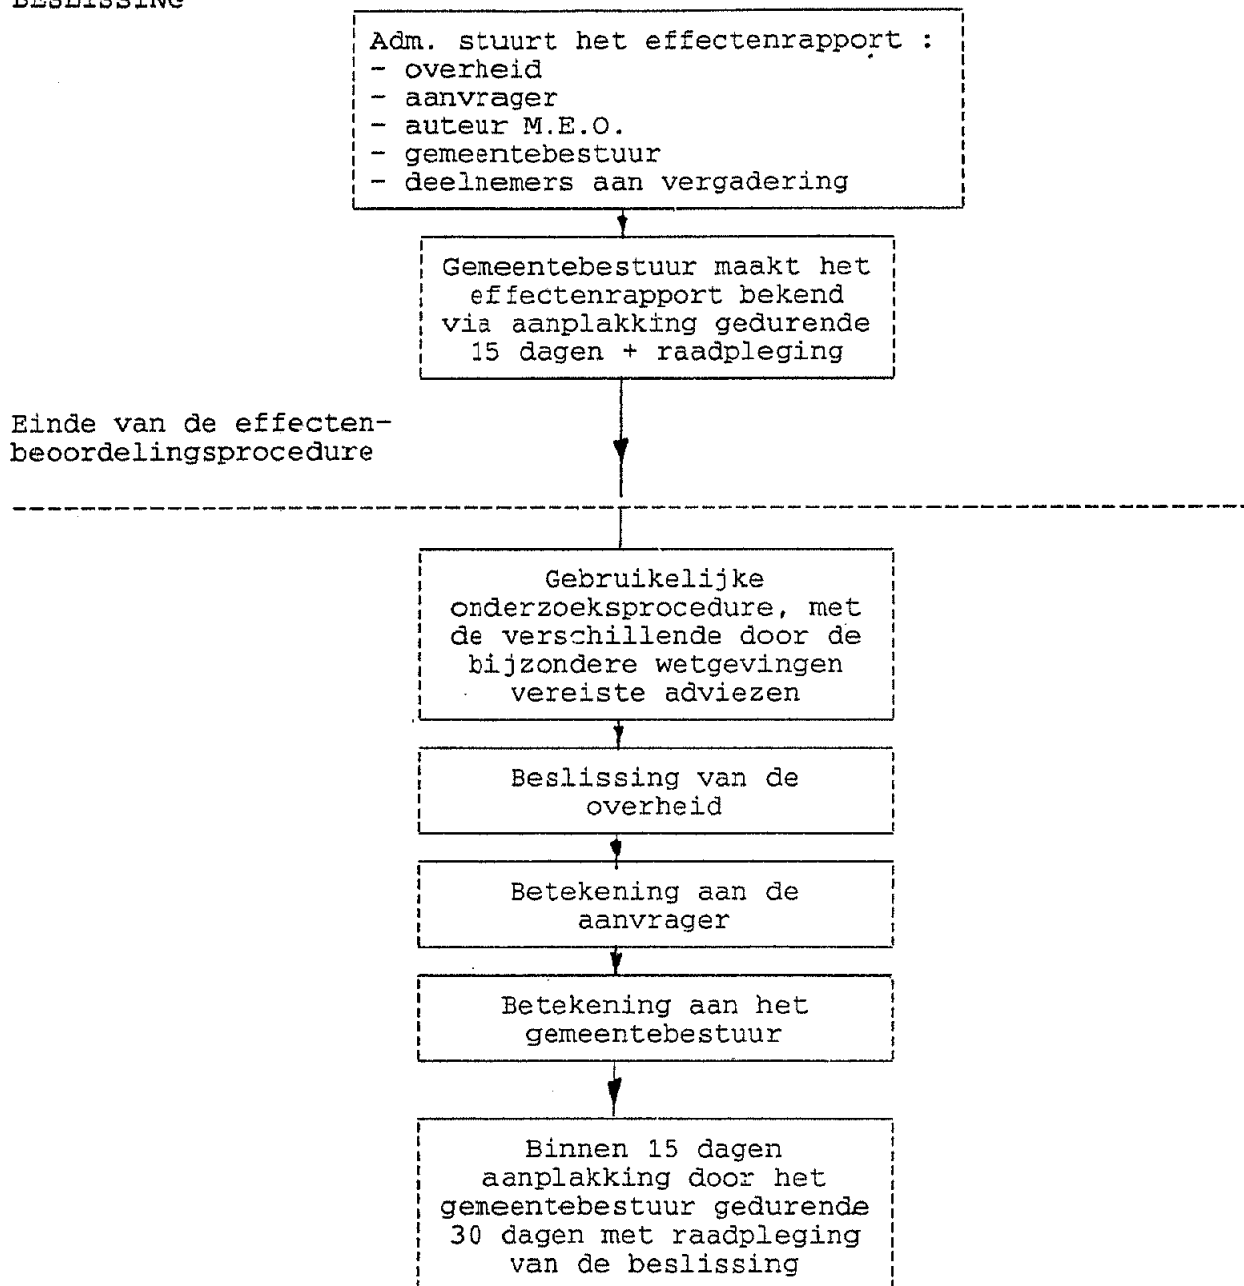 BESLISSING
Adm. stuurt het effectenrapport :
- overheid
- aanvrager
- auteur M.E.O.
- gemeentebestuur
- deelnemers aan vergadering
Gemeentebestuur maakt het
effectenrapport bekend
via aanplakking gedurende
15 dagen + raadpleging
Einde van de effecten-
beoordelingsprocedure
Gebruikelijke
onderzoeksprocedure, met
de verschillende door de
bijzondere wetgevingen
vereiste adviezen
Beslissing van de
overheid
Betekening aan de
aanvrager
Betekening aan het
gemeentebestuur
Binnen 15 dagen
aanplakking door het
gemeentebestuur gedurende
30 dagen met raadpleging
van de beslissing